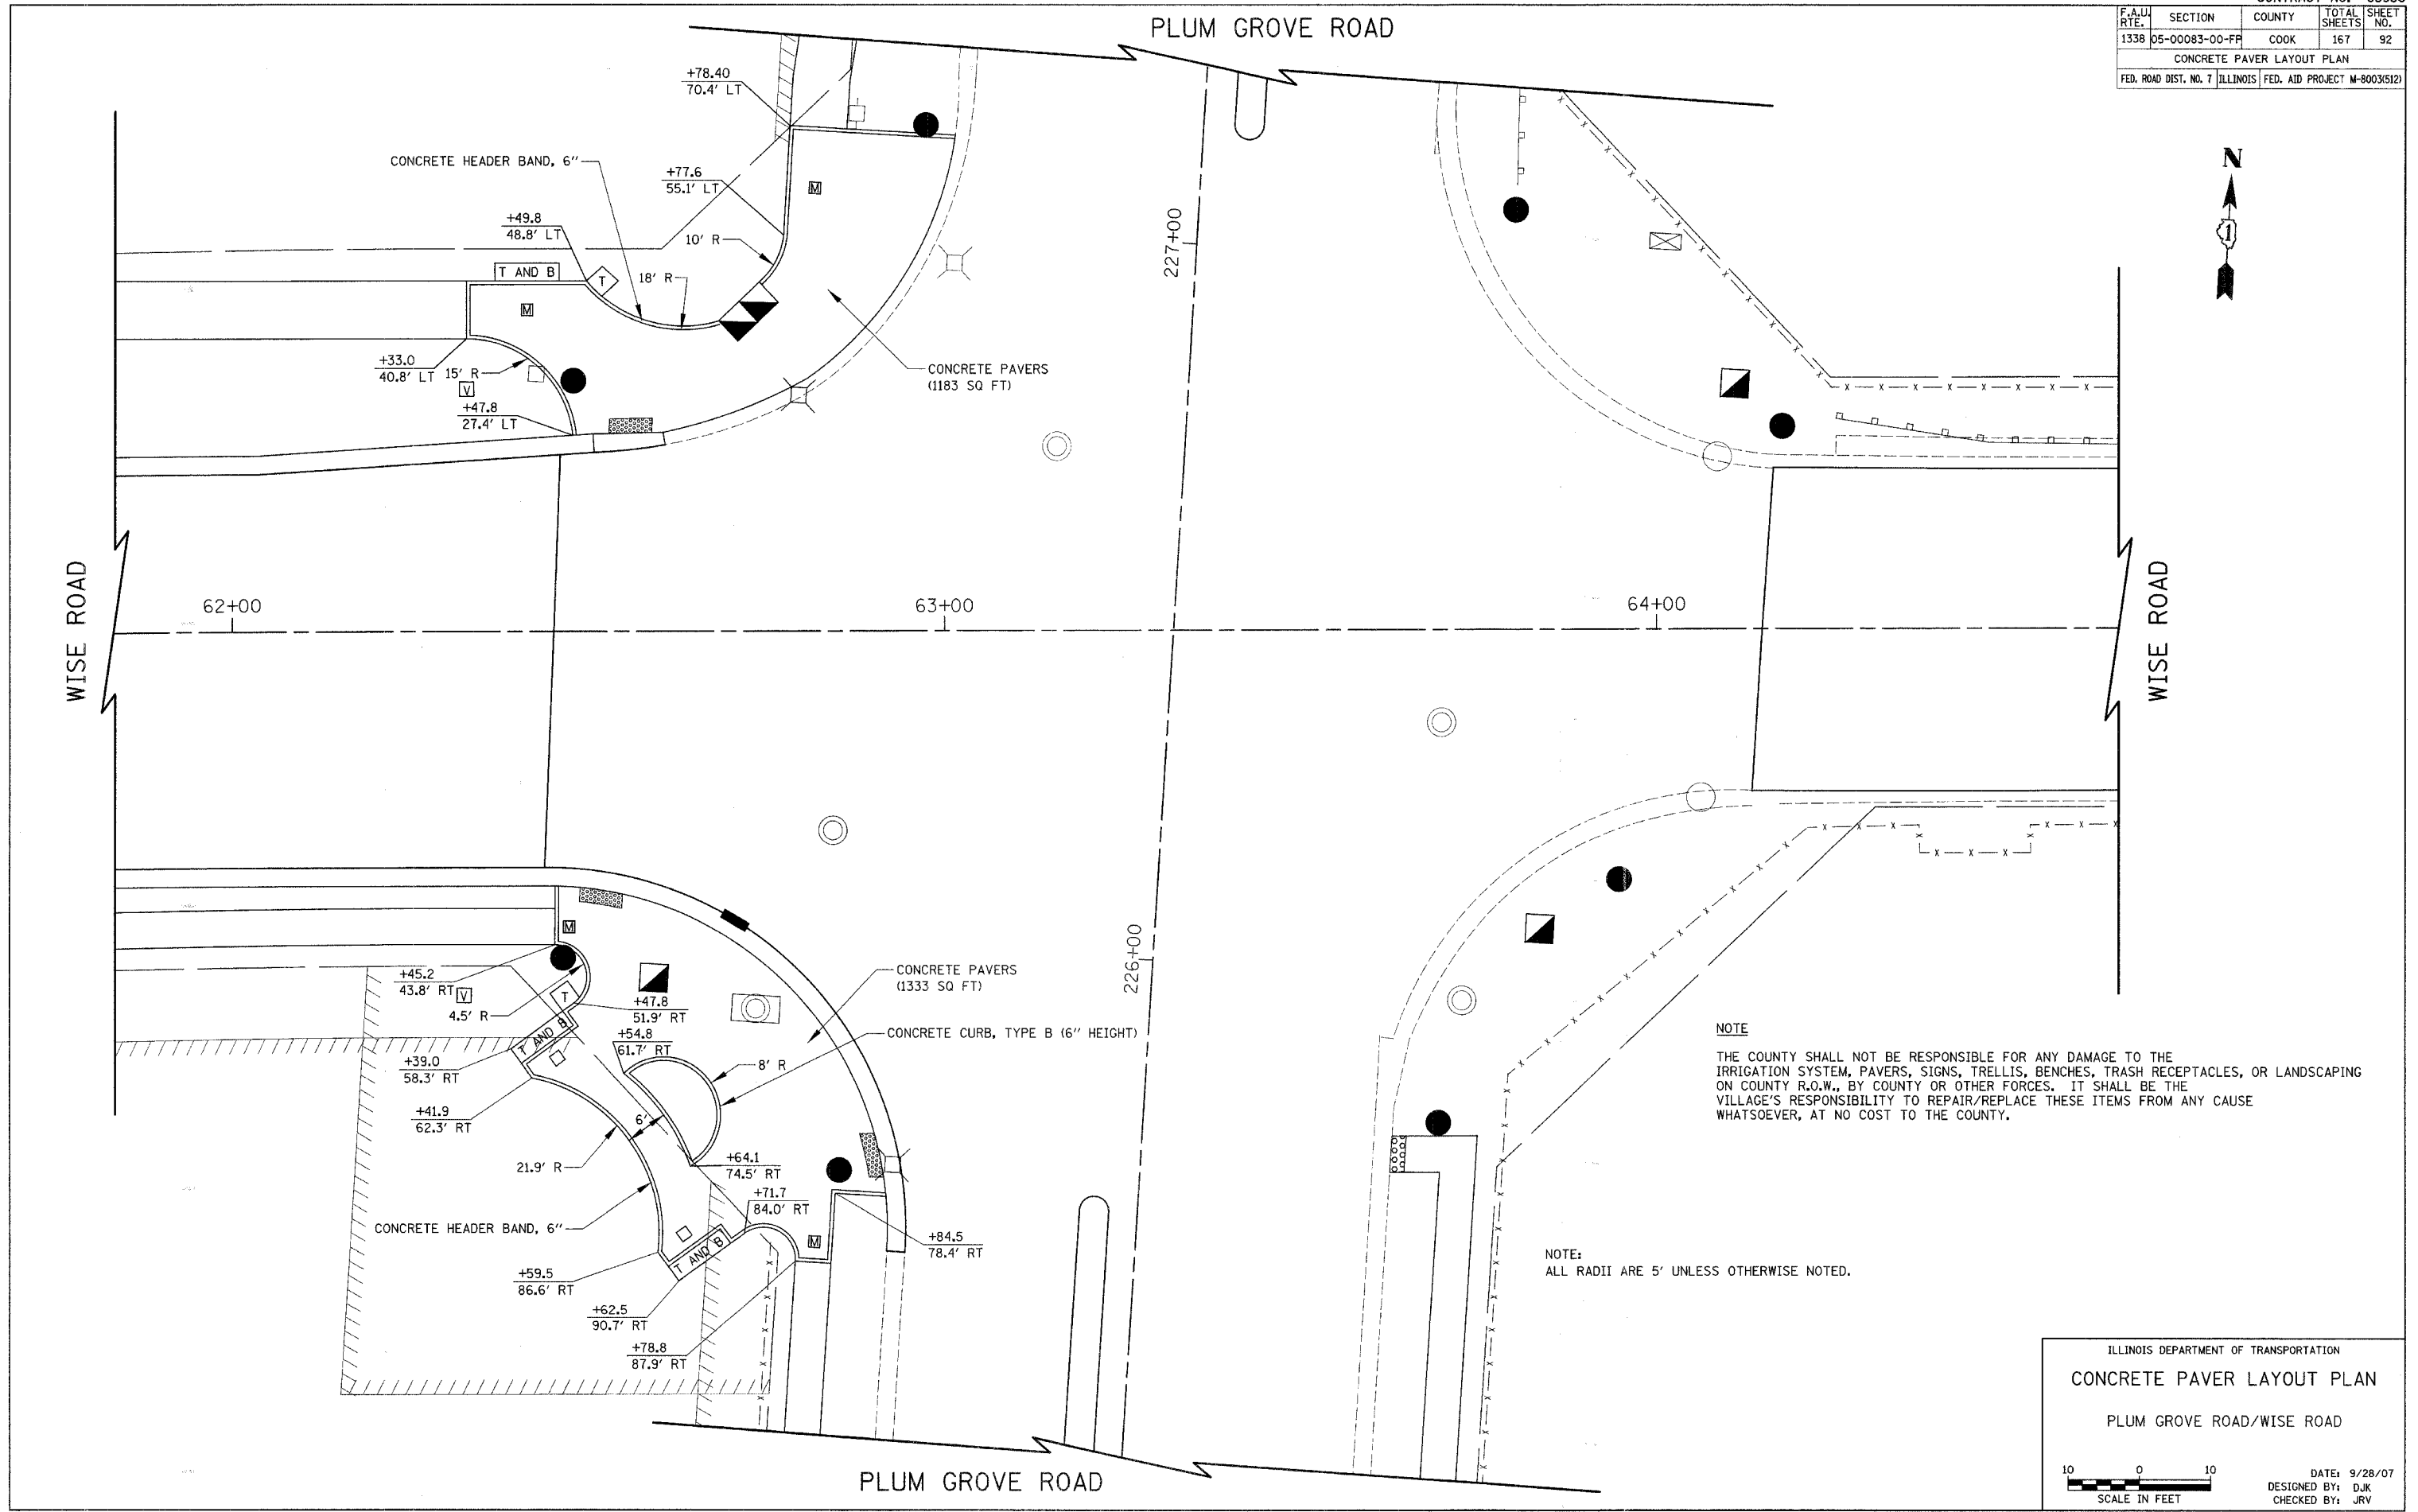 PLUM GROVE ROAD
F.A.U. RTE.
SECTION
COUNTY
TOTAL SHEETS
SHEET NO.
1338
05-00083-00-FP
COOK
167
92
CONCRETE PAVER LAYOUT PLAN
FED. ROAD DIST. NO. 7
ILLINOIS
FED. AID PROJECT M-8003(512)
N
1
+78.40
70.4' LT
CONCRETE HEADER BAND, 6"
+77.6
55.1' LT
M
+49.8
48.8' LT
10' R
T AND B
T
18' R
M
227+00
+33.0
40.8' LT
15' R
V
+47.8
27.4' LT
CONCRETE PAVERS
(1183 SQ FT)
WISE ROAD
62+00
63+00
64+00
WISE ROAD
M
+45.2
43.8' RT
V
4.5' R
T
+47.8
51.9' RT
T AND B
+39.0
58.3' RT
+54.8
61.7' RT
CONCRETE PAVERS
(1333 SQ FT)
226+00
CONCRETE CURB, TYPE B (6" HEIGHT)
8' R
+41.9
62.3' RT
6'
21.9' R
+64.1
74.5' RT
+71.7
84.0' RT
CONCRETE HEADER BAND, 6"
T AND B
M
+84.5
78.4' RT
+59.5
86.6' RT
+62.5
90.7' RT
+78.8
87.9' RT
NOTE
THE COUNTY SHALL NOT BE RESPONSIBLE FOR ANY DAMAGE TO THE
IRRIGATION SYSTEM, PAVERS, SIGNS, TRELLIS, BENCHES, TRASH RECEPTACLES, OR LANDSCAPING
ON COUNTY R.O.W., BY COUNTY OR OTHER FORCES. IT SHALL BE THE
VILLAGE'S RESPONSIBILITY TO REPAIR/REPLACE THESE ITEMS FROM ANY CAUSE
WHATSOEVER, AT NO COST TO THE COUNTY.
NOTE:
ALL RADII ARE 5' UNLESS OTHERWISE NOTED.
PLUM GROVE ROAD
ILLINOIS DEPARTMENT OF TRANSPORTATION
CONCRETE PAVER LAYOUT PLAN
PLUM GROVE ROAD/WISE ROAD
10 0 10
SCALE IN FEET
DATE: 9/28/07
DESIGNED BY: DJK
CHECKED BY: JRV